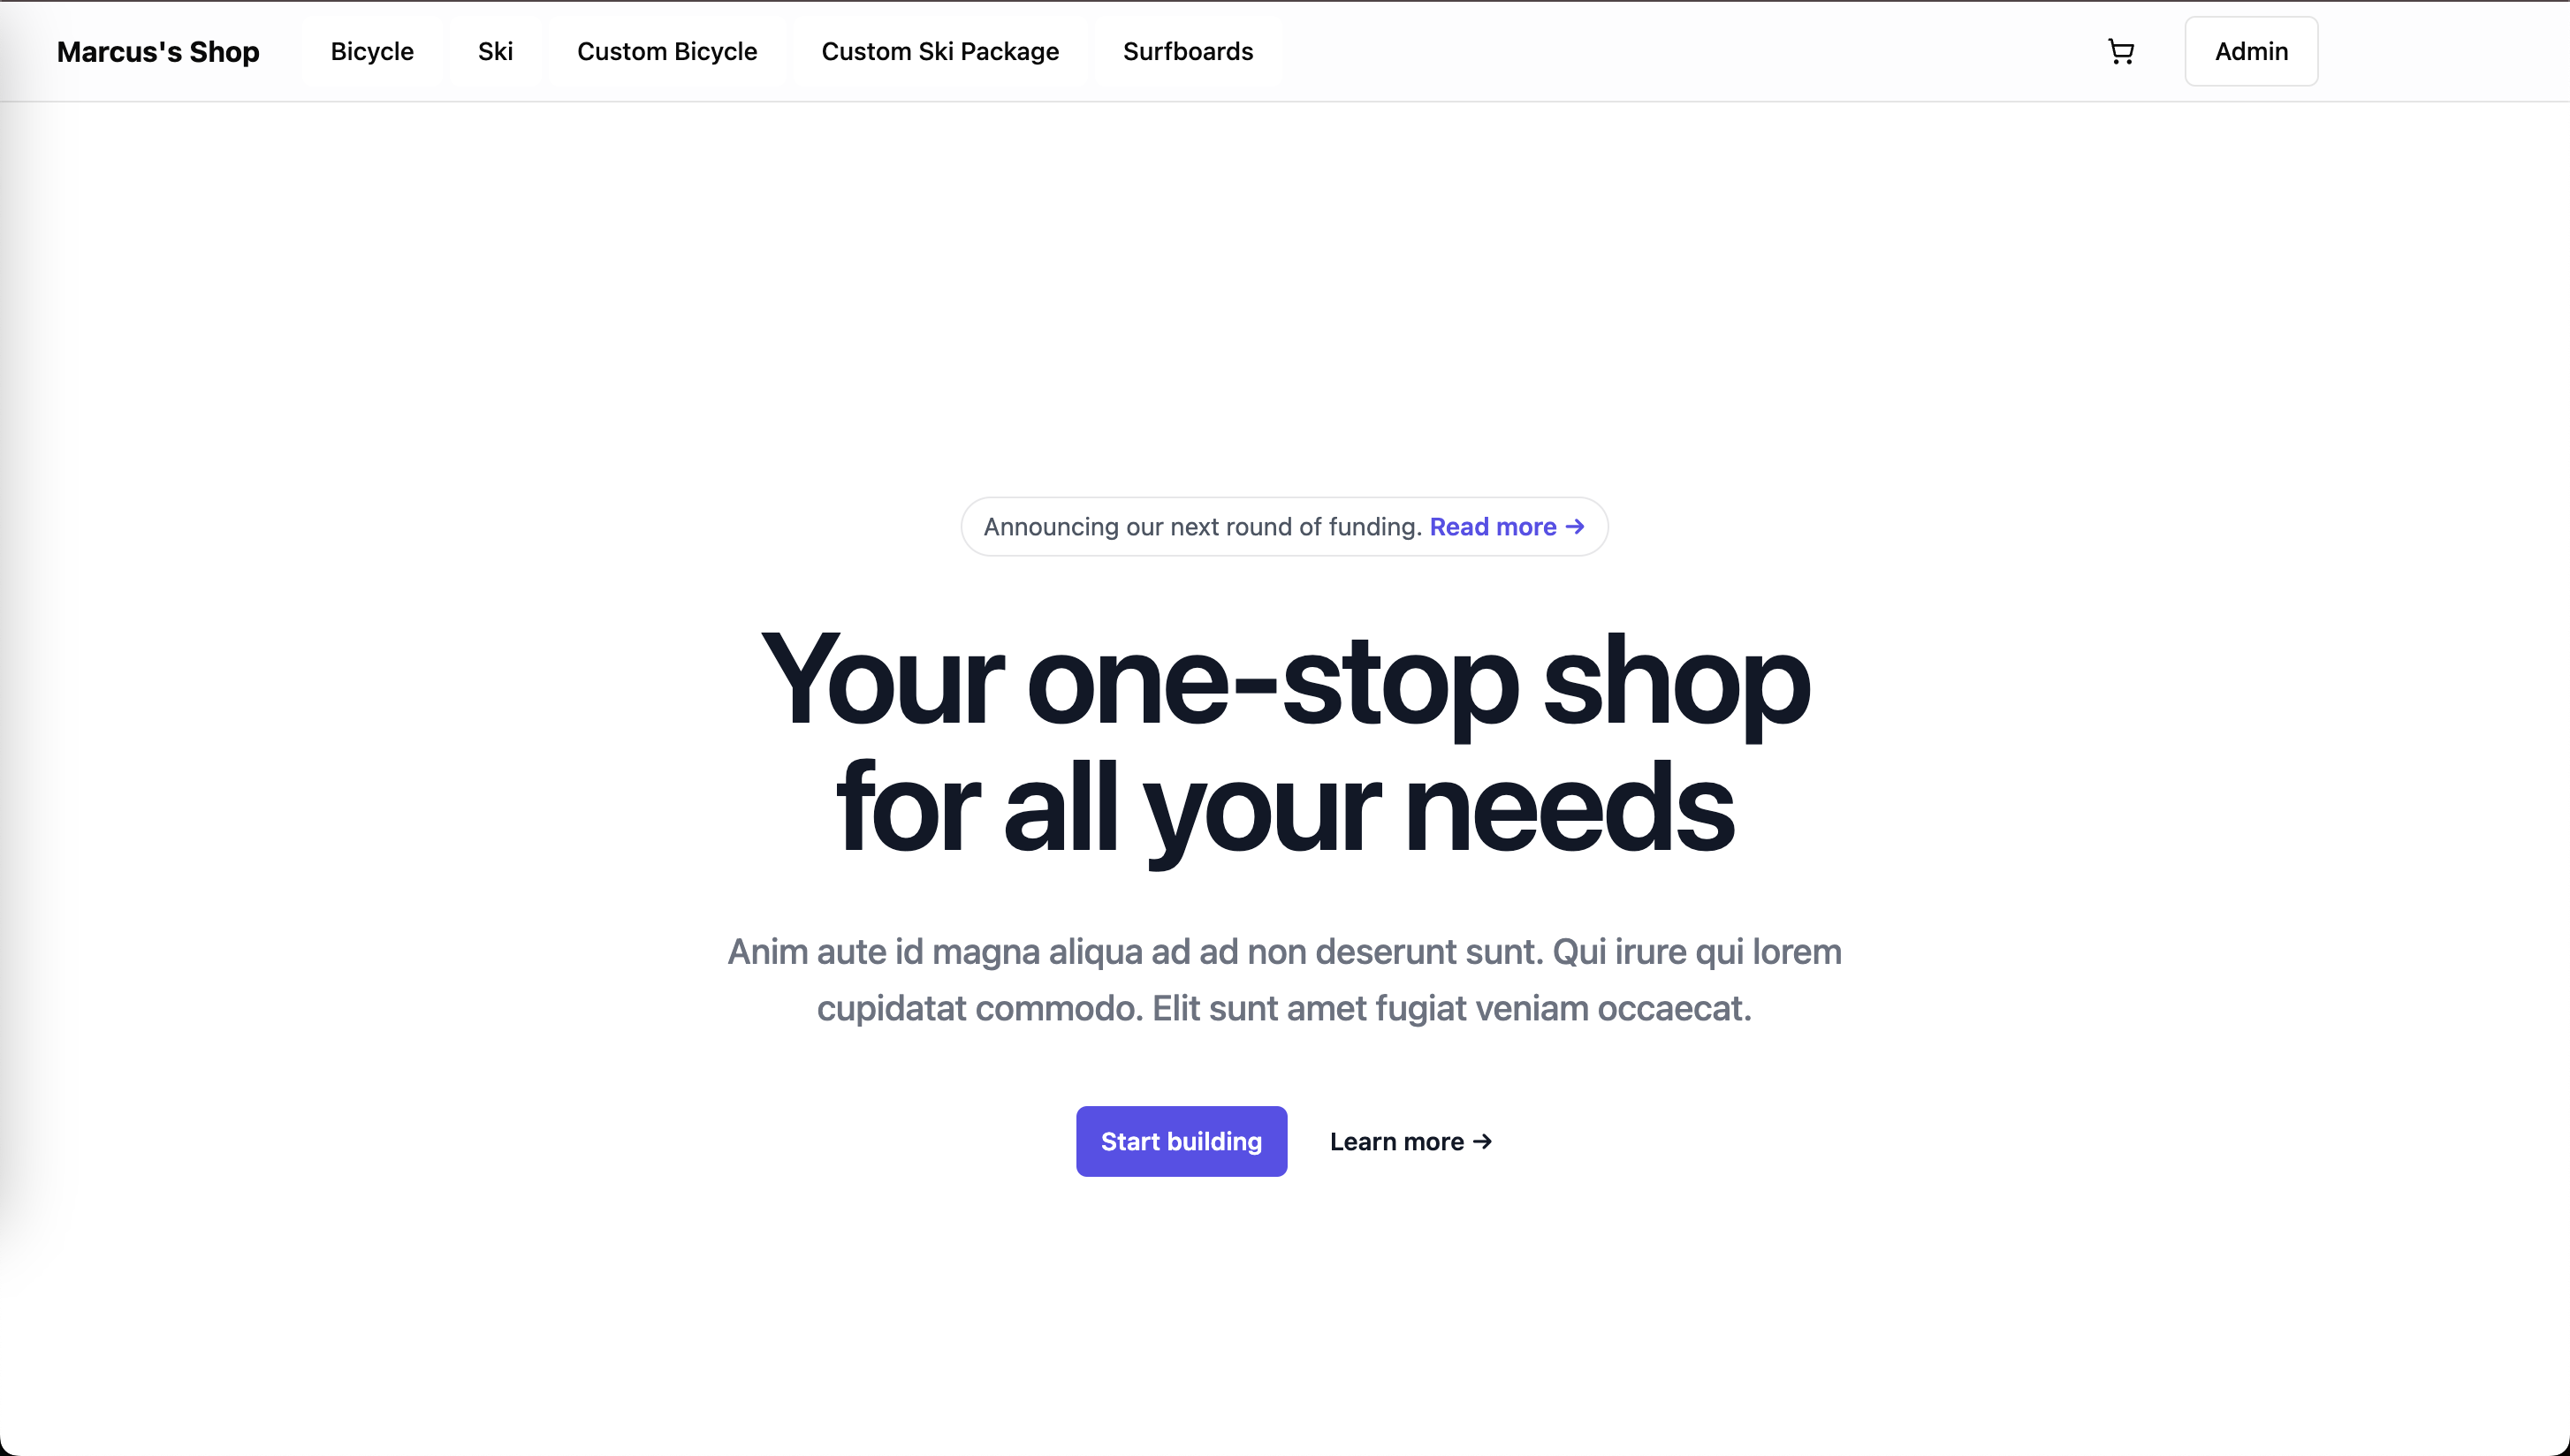 Marcus's Shop Bicycle Ski Custom Bicycle Custom Ski Package Surfboards Admin
Announcing our next round of funding. Read more →
Your one-stop shop
for all your needs
Anim aute id magna aliqua ad ad non deserunt sunt. Qui irure qui lorem
cupidatat commodo. Elit sunt amet fugiat veniam occaecat.
Start building Learn more →